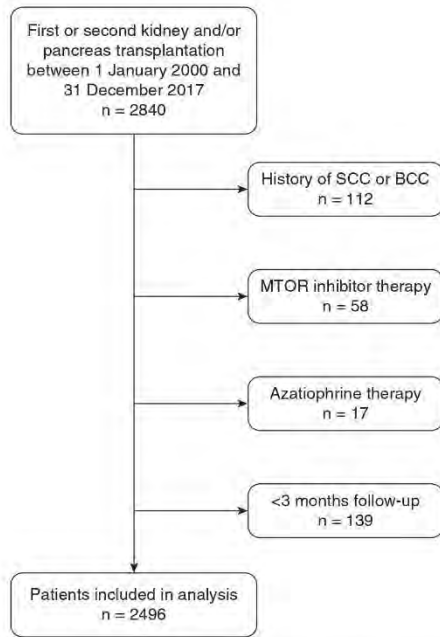 First or second kidney and/or
pancreas transplantation
between 1 January 2000 and
31 December 2017
n = 2840
History of SCC or BCC
n = 112
MTOR inhibitor therapy
n = 58
Azatiophrine therapy
n = 17
<3 months follow-up
n = 139
Patients included in analysis
n = 2496